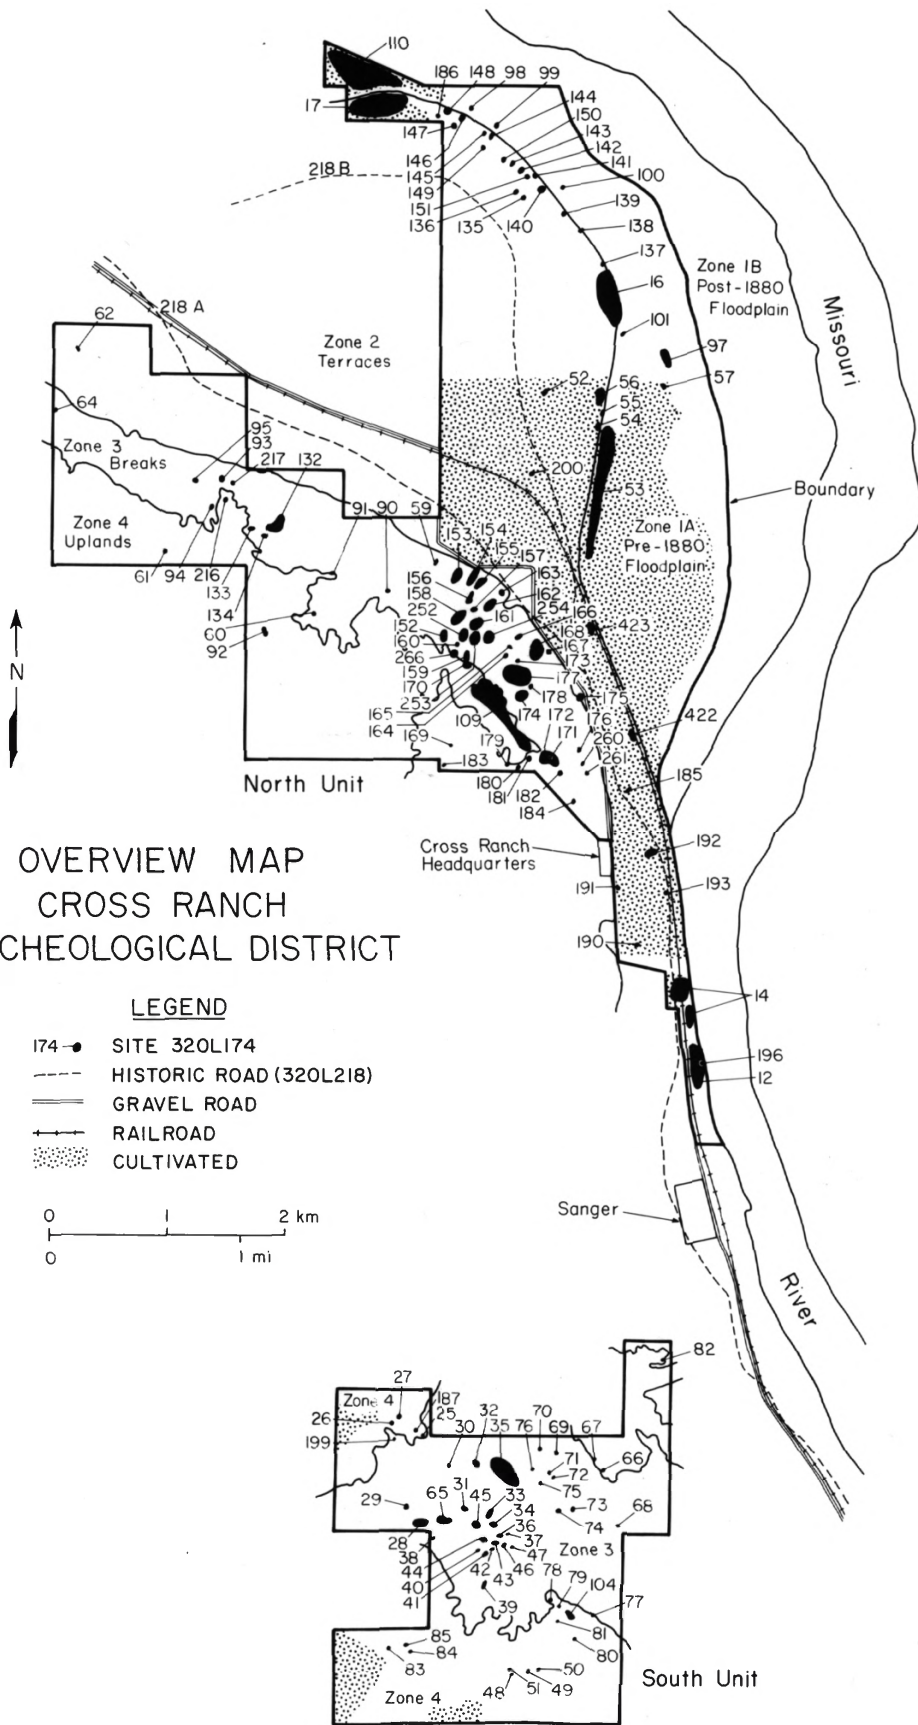 110
186 148 98 99
144
17
150
143
147
142
146
141
218 B
145
100
149
151
139
136 135
140
138
137
Zone 1B
Post-1880
Floodplain
16
Missouri
218 A
62
101
Zone 2
Terraces
97
52 56 57
55
64
54
95
93
Zone 3
Breaks
217 132
200
53
Boundary
91 90 59
Zone 4
Uplands
Zone 1A
Pre-1880
Floodplain
153 154
155 157
61 94 216
163
133
156
158
162
134
252
161 254 166
60
152
168 423
92
160
167
266
173
159
177
N
170
178 175
253
165
109 174 172 176
422
164
171 260
169
179
261
183
185
180
North Unit
181 182
184
OVERVIEW MAP
CROSS RANCH
CHEOLOGICAL DISTRICT
Cross Ranch
Headquarters
192
191
193
190
LEGEND
14
174 SITE 32OL174
196
HISTORIC ROAD (32OL218)
12
GRAVEL ROAD
RAILROAD
CULTIVATED
0 1 2 km
0 1 mi
Sanger
River
82
27
Zone 4
187
26
25
30 32 35 76 70 69 67
199
66
71
72
31
75
29 65 45 33
73 68
34
74
36
28
37
38
47 Zone 3
44
42 43 46
40
78
79
104
41
39
77
81
85
84
80
83
48 51 49 50
South Unit
Zone 4